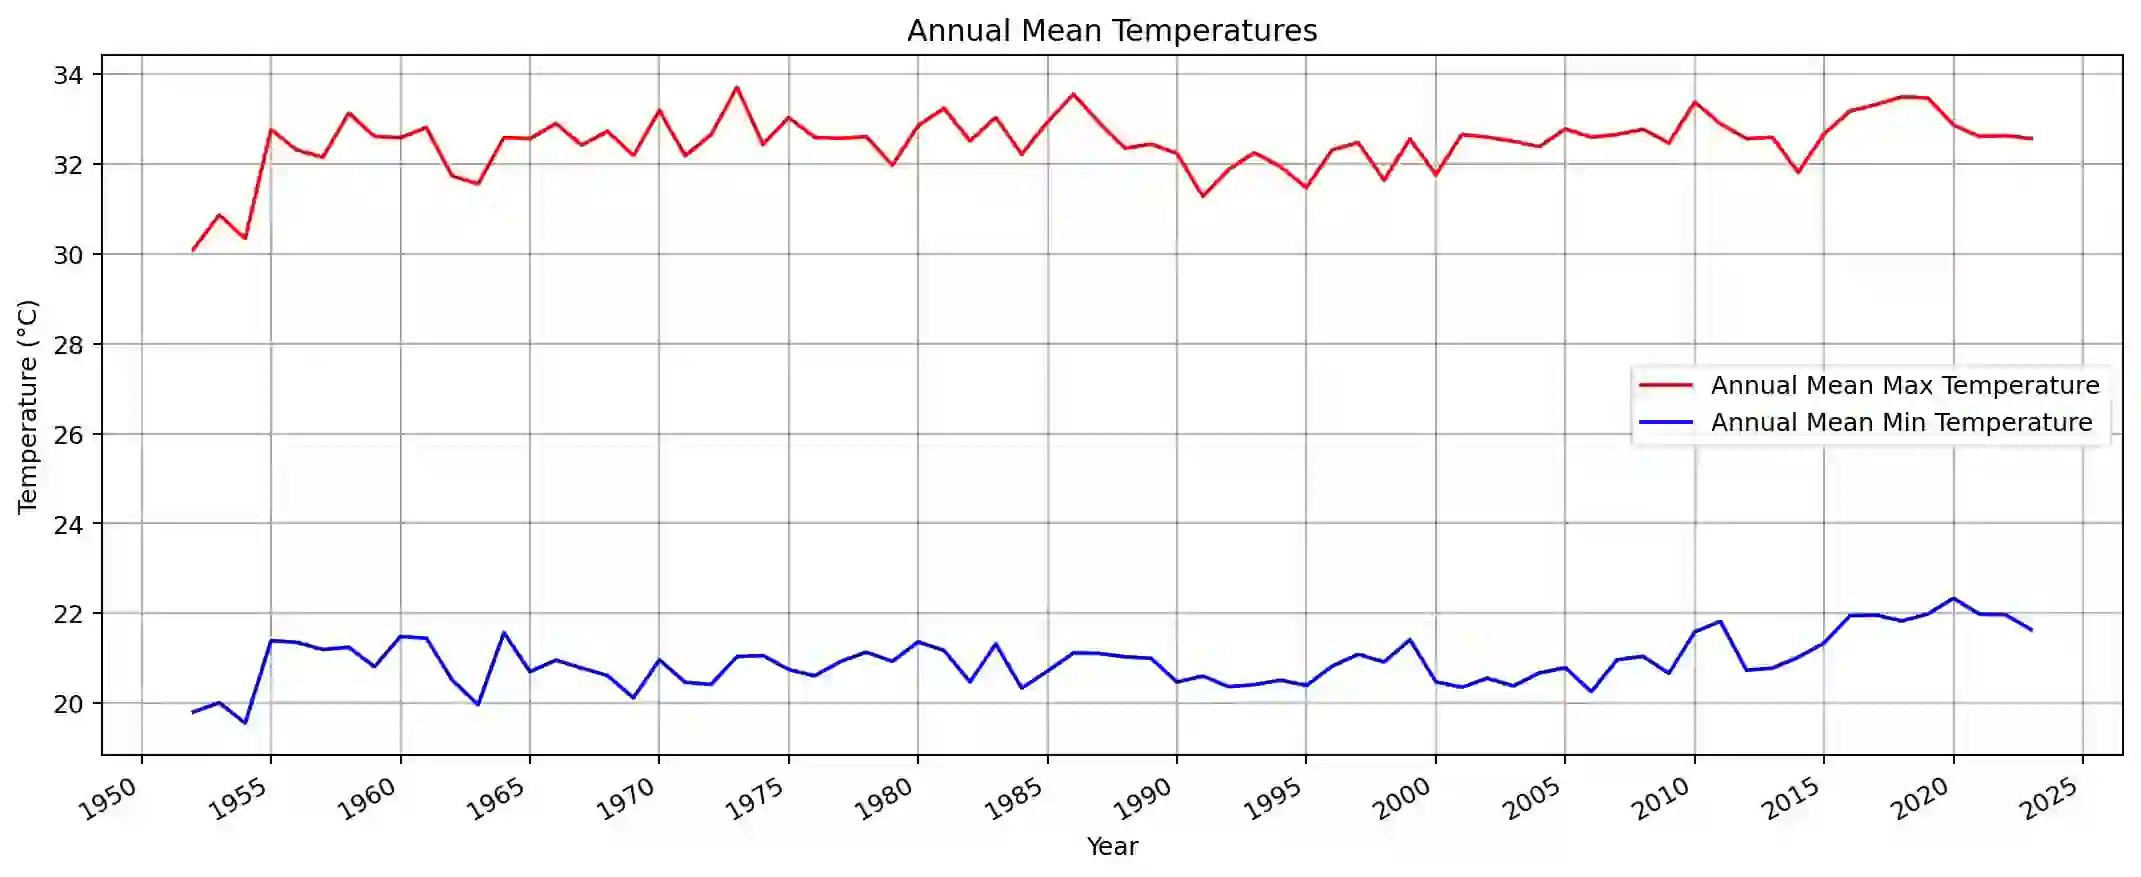 Annual Mean Temperatures
34
32
30
28
26
24
22
20
Temperature (°C)
Annual Mean Max Temperature
Annual Mean Min Temperature
1950 1955 1960 1965 1970 1975 1980 1985 1990 1995 2000 2005 2010 2015 2020 2025
Year